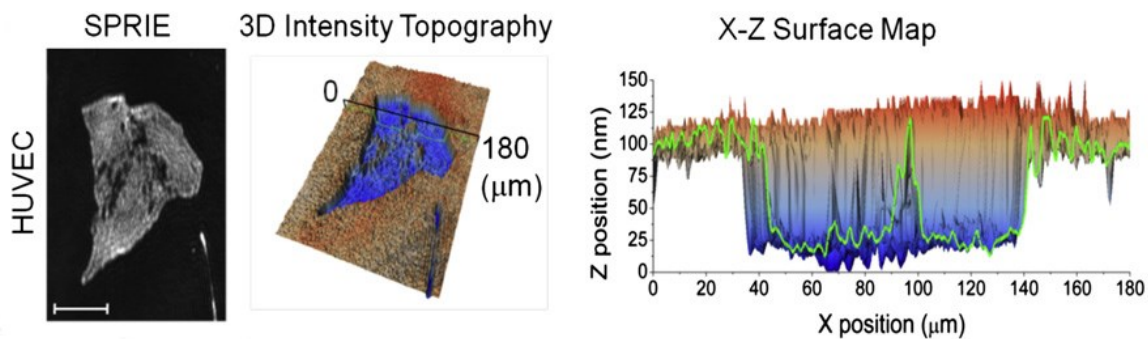 SPRIE
3D Intensity Topography
X-Z Surface Map
HUVEC
0
180
(μm)
Z position (nm)
150
125
100
75
50
25
0
0 20 40 60 80 100 120 140 160 180
X position (μm)